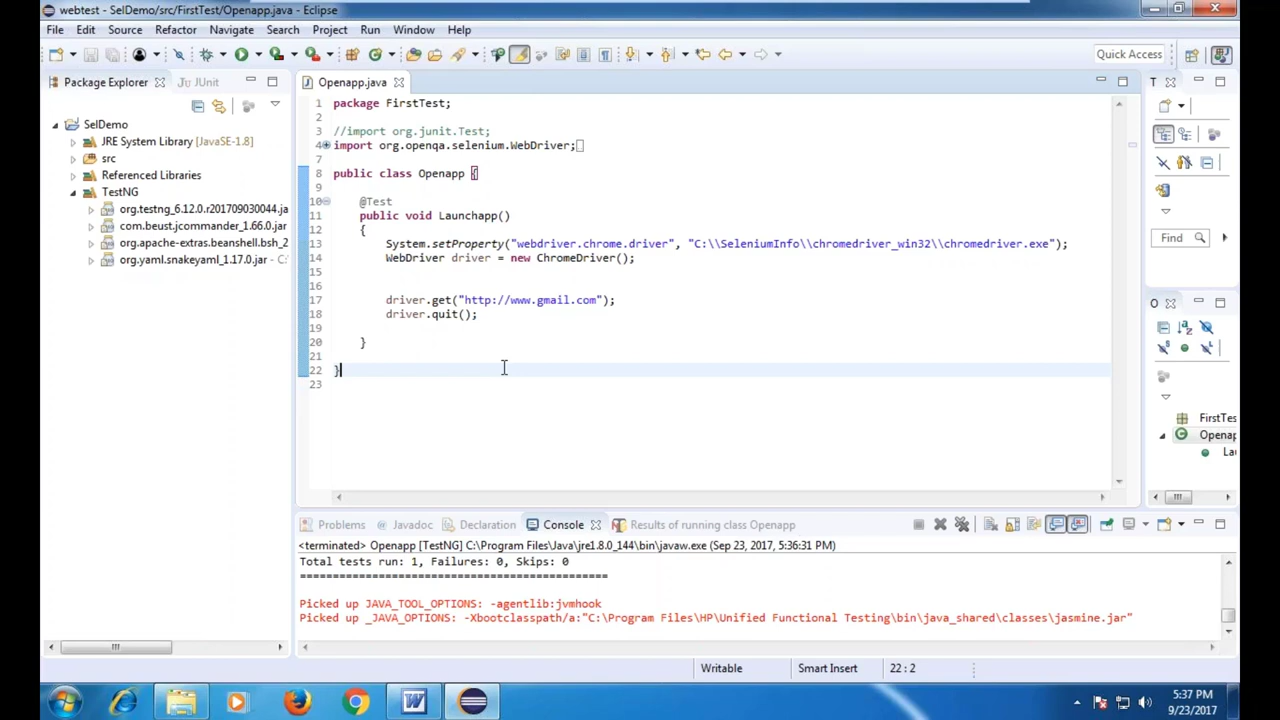 webtest - SelDemo/src/FirstTest/Openapp.java - Eclipse
File Edit Source Refactor Navigate Search Project Run Window Help
Quick Access
Package Explorer
JUnit
Openapp.java
T
SelDemo
JRE System Library [JavaSE-1.8]
src
Referenced Libraries
TestNG
org.testng_6.12.0.r201709030044.ja
com.beust.jcommander_1.66.0.jar
org.apache-extras.beanshell.bsh_2
org.yaml.snakeyaml_1.17.0.jar - C:
1 package FirstTest;
2
3 //import org.junit.Test;
4 import org.openqa.selenium.WebDriver;
7
8 public class Openapp {
9
10 @Test
11 public void Launchapp()
12 {
13 System.setProperty("webdriver.chrome.driver", "C:\\SeleniumInfo\\chromedriver_win32\\chromedriver.exe");
14 WebDriver driver = new ChromeDriver();
15
16
17 driver.get("http://www.gmail.com");
18 driver.quit();
19
20 }
21
22 }
23
Find
O
FirstTes
Openap
La
Problems Javadoc Declaration Console Results of running class Openapp
<terminated> Openapp [TestNG] C:\Program Files\Java\jre1.8.0_144\bin\javaw.exe (Sep 23, 2017, 5:36:31 PM)
Total tests run: 1, Failures: 0, Skips: 0
===============================================
Picked up JAVA_TOOL_OPTIONS: -agentlib:jvmhook
Picked up _JAVA_OPTIONS: -Xbootclasspath/a:"C:\Program Files\HP\Unified Functional Testing\bin\java_shared\classes\jasmine.jar"
Writable Smart Insert 22 : 2
5:37 PM
9/23/2017